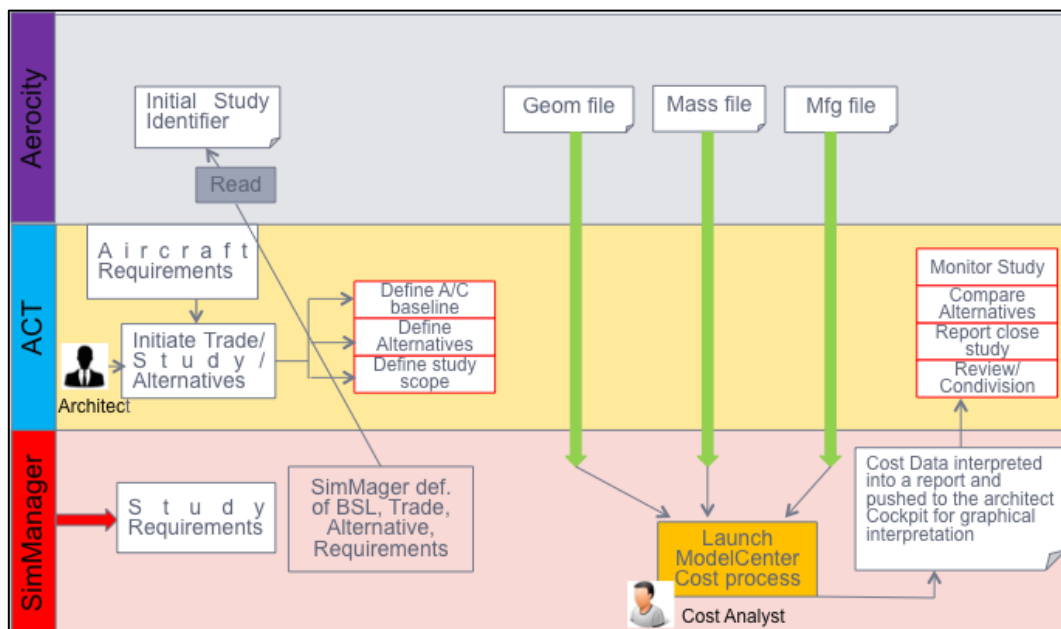 Aerocity
Initial Study
Identifier
Geom file
Mass file
Mfg file
Read
ACT
Aircraft
Requirements
Initiate Trade/
Study/
Alternatives
Architect
Define A/C
baseline
Define
Alternatives
Define study
scope
Monitor Study
Compare
Alternatives
Report close
study
Review/
Condivision
SimManager
Study
Requirements
SimMager def.
of BSL, Trade,
Alternative,
Requirements
Launch
ModelCenter
Cost process
Cost Analyst
Cost Data interpreted
into a report and
pushed to the architect
Cockpit for graphical
interpretation